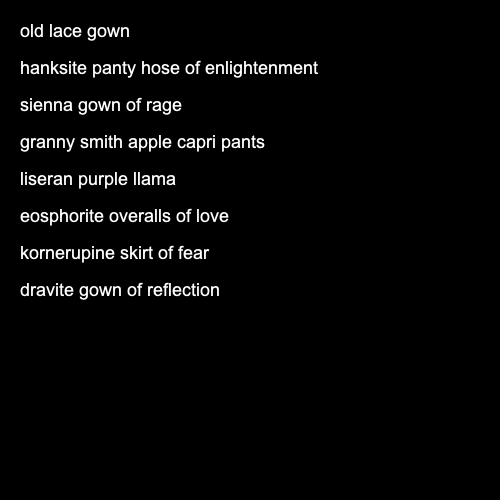 old lace gown
hanksite panty hose of enlightenment
sienna gown of rage
granny smith apple capri pants
liseran purple llama
eosphorite overalls of love
kornerupine skirt of fear
dravite gown of reflection